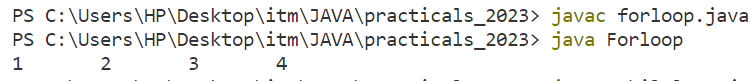 PS C:\Users\HP\Desktop\itm\JAVA\practicals_2023> javac forloop.java
PS C:\Users\HP\Desktop\itm\JAVA\practicals_2023> java Forloop
1 2 3 4